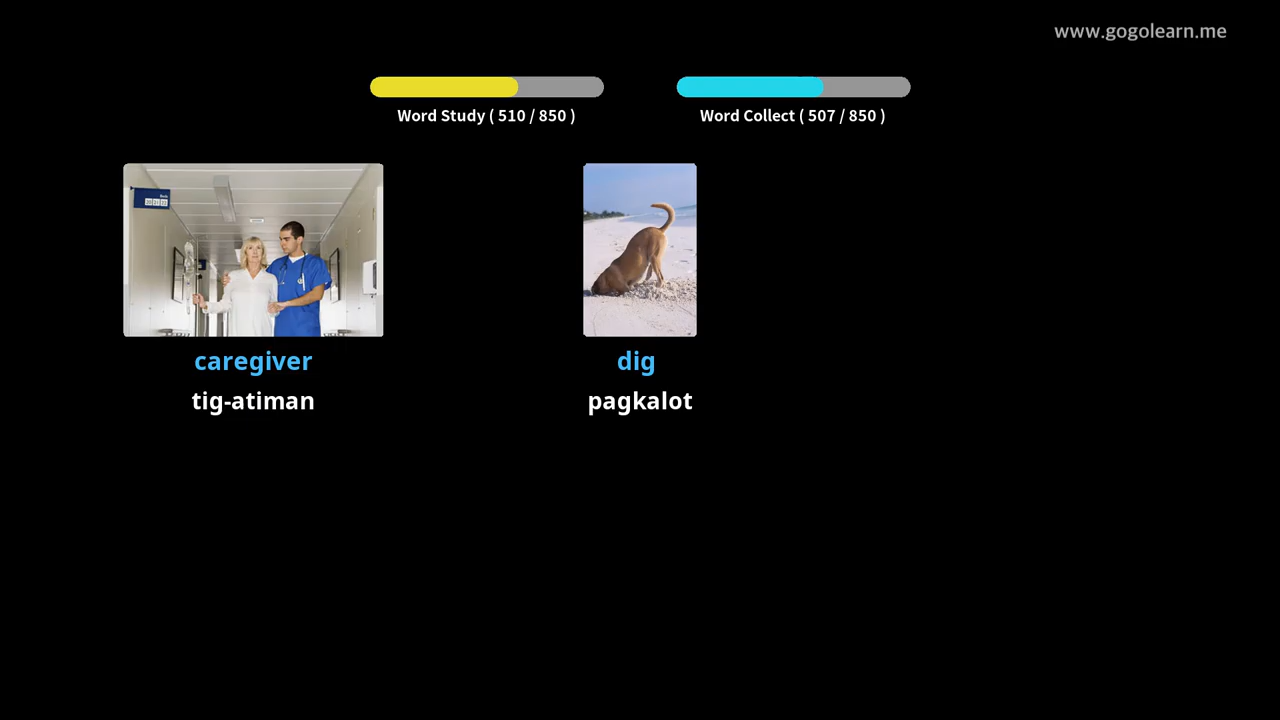 www.gogolearn.me
Word Study ( 510 / 850 )
Word Collect ( 507 / 850 )
caregiver
tig-atiman
dig
pagkalot